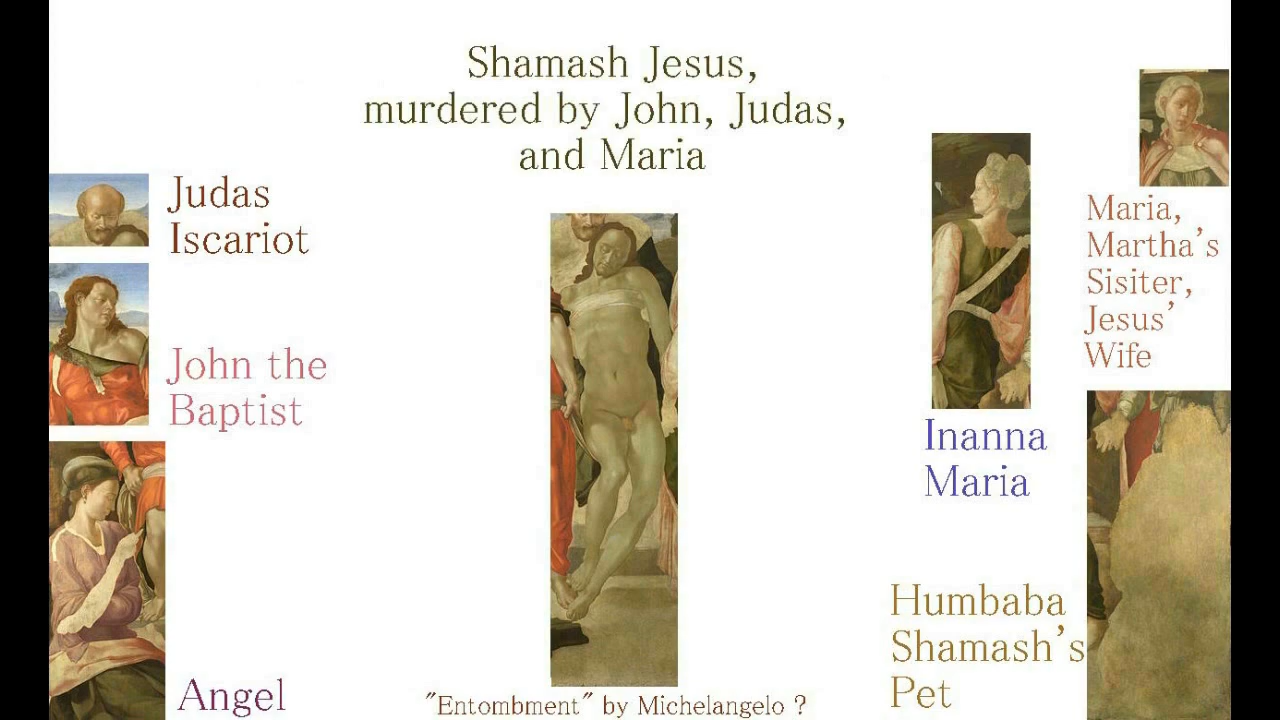 Shamash Jesus,
murdered by John, Judas,
and Maria
Judas
Iscariot
John the
Baptist
Angel
"Entombment" by Michelangelo ?
Inanna
Maria
Maria,
Martha's
Sisiter,
Jesus'
Wife
Humbaba
Shamash's
Pet